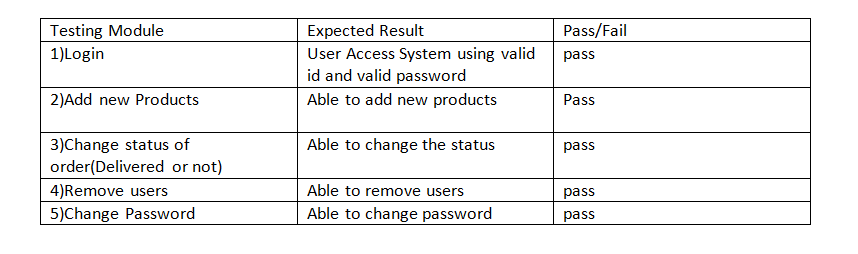 Testing Module Expected Result Pass/Fail
1)Login User Access System using valid pass
id and valid password
2)Add new Products Able to add new products Pass
3)Change status of Able to change the status pass
order(Delivered or not)
4)Remove users Able to remove users pass
5)Change Password Able to change password pass